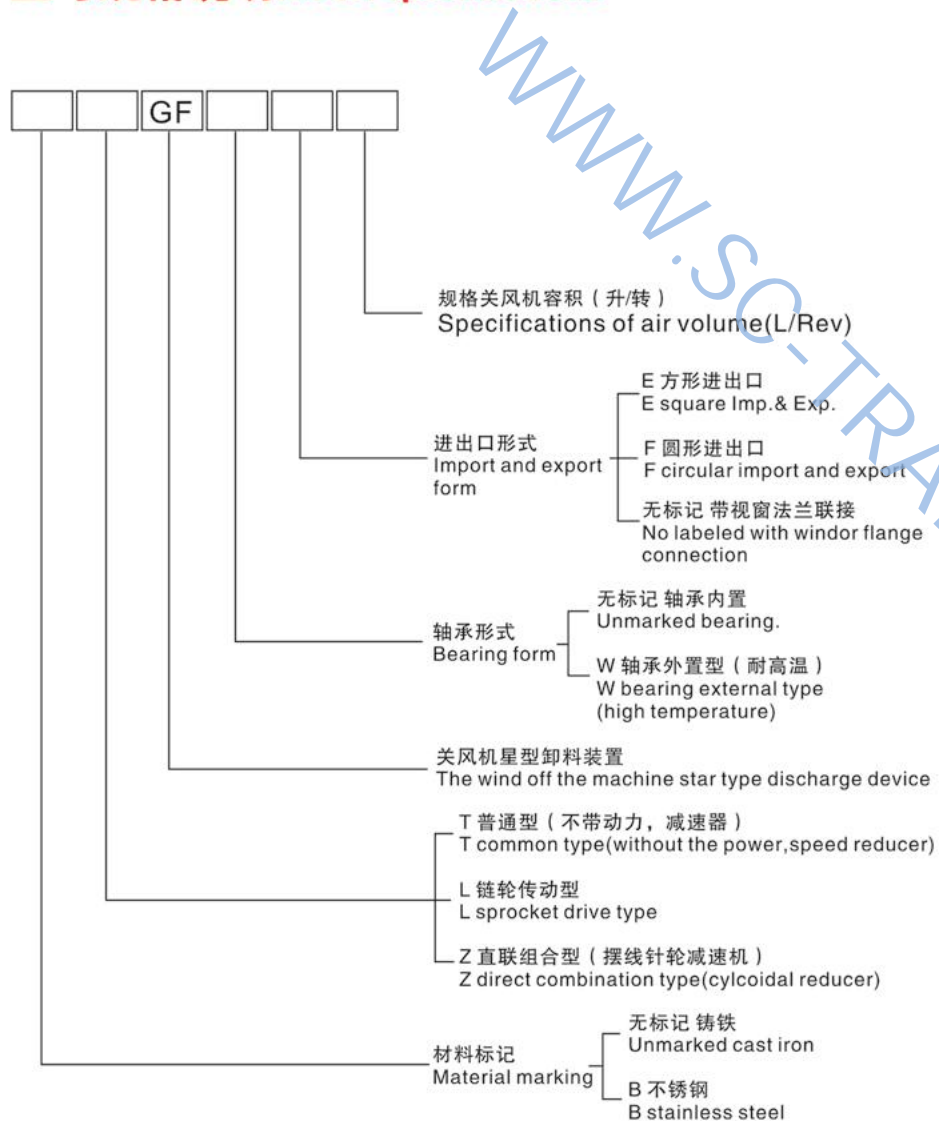 GF
规格关风机容积（升/转）
Specifications of air volume(L/Rev)
E 方形进出口
E square Imp.& Exp.
进出口形式
Import and export
form
F 圆形进出口
F circular import and export
无标记 带视窗法兰联接
No labeled with windor flange
connection
无标记 轴承内置
Unmarked bearing.
轴承形式
Bearing form
W 轴承外置型（耐高温）
W bearing external type
(high temperature)
关风机星型卸料装置
The wind off the machine star type discharge device
T 普通型（不带动力，减速器）
T common type(without the power,speed reducer)
L 链轮传动型
L sprocket drive type
Z 直联组合型（摆线针轮减速机）
Z direct combination type(cylcoidal reducer)
无标记 铸铁
Unmarked cast iron
材料标记
Material marking
B 不锈钢
B stainless steel
WWW.SC-TRA